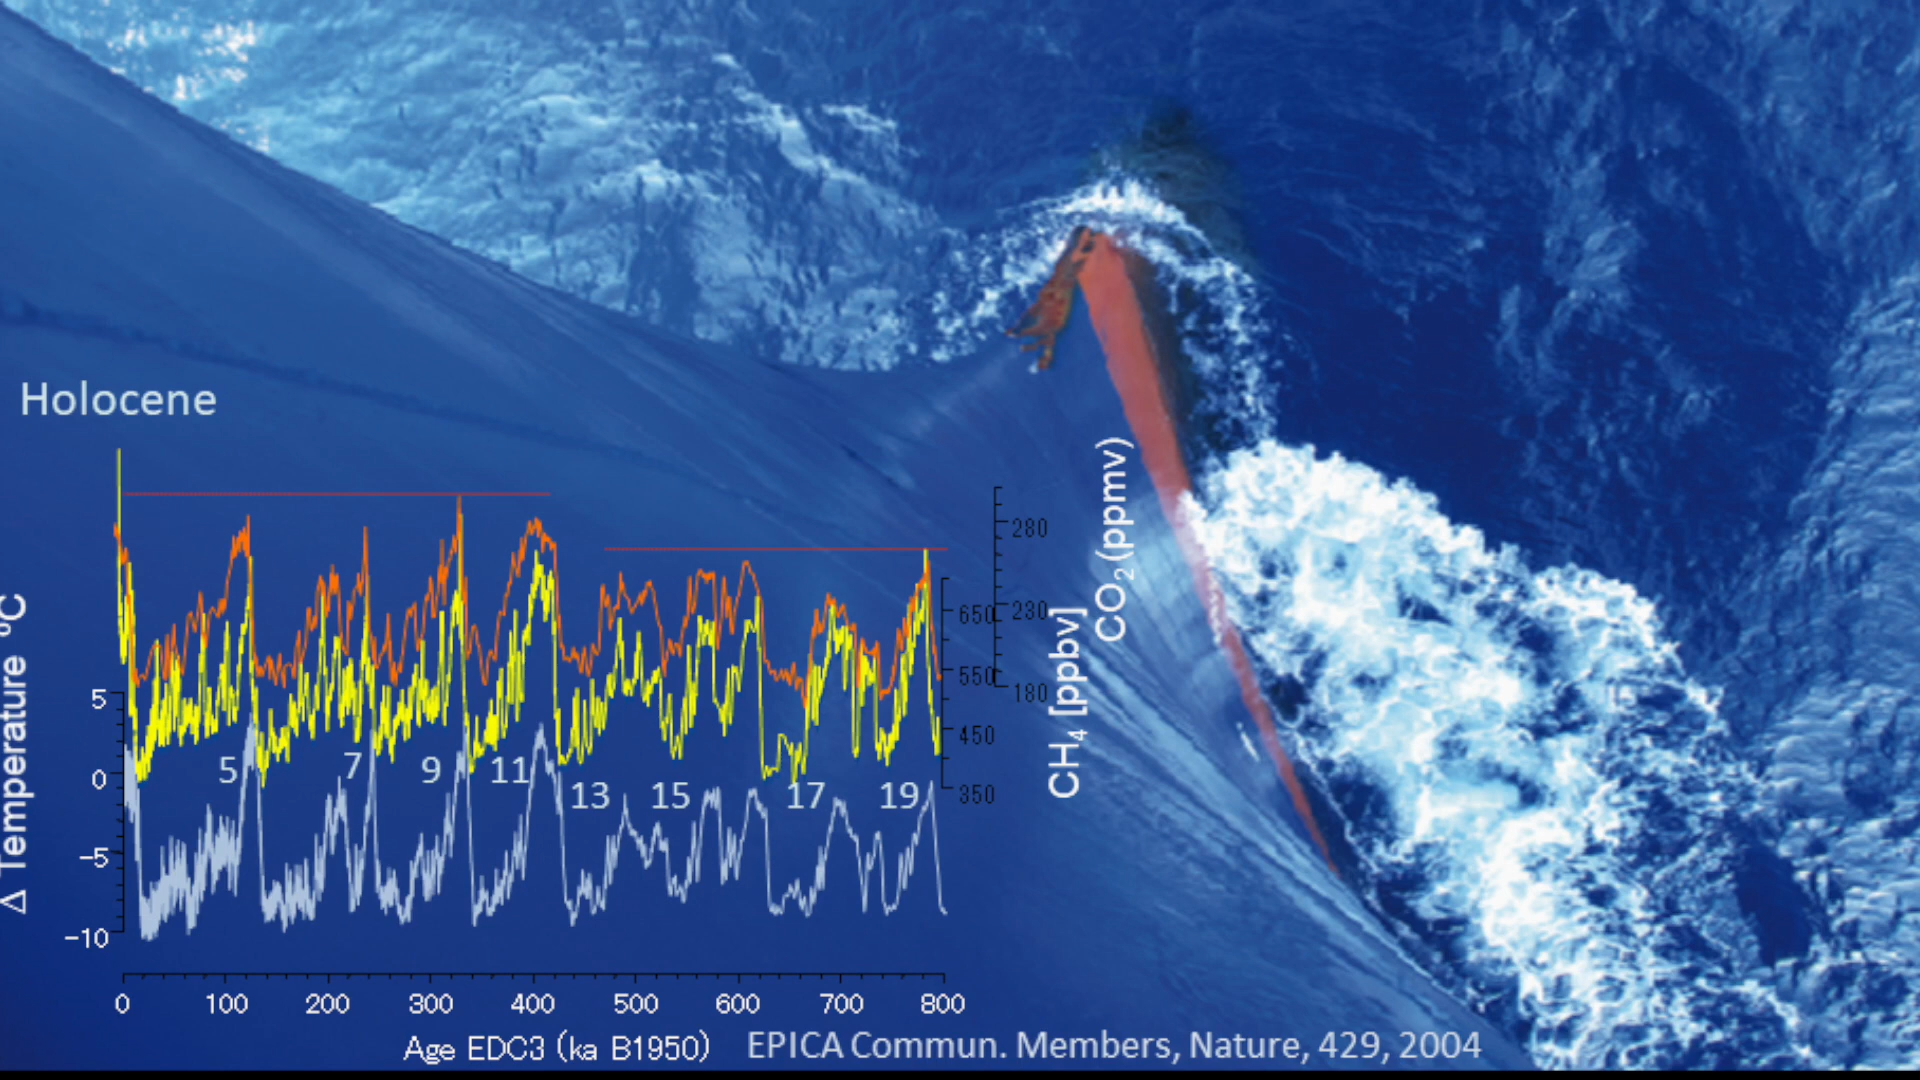 Holocene
Δ Temperature ºC
5
0
−5
−10
5
7
9
11
13
15
17
19
280
230
180
CO₂ (ppmv)
650
550
450
350
CH₄ [ppbv]
0 100 200 300 400 500 600 700 800
Age EDC3 (ka B1950)
EPICA Commun. Members, Nature, 429, 2004